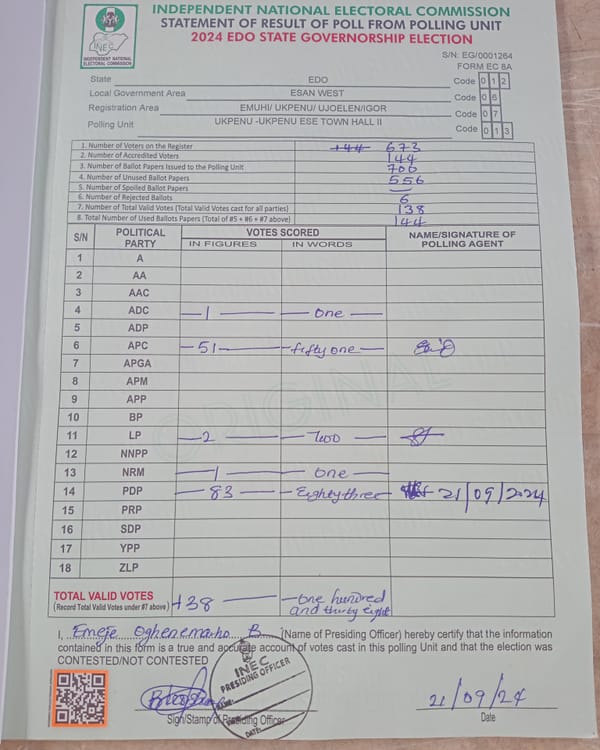 INDEPENDENT NATIONAL ELECTORAL COMMISSION
STATEMENT OF RESULT OF POLL FROM POLLING UNIT
2024 EDO STATE GOVERNORSHIP ELECTION
INEC
INDEPENDENT NATIONAL
ELECTORAL COMMISSION
S/N: EG/0001264
FORM EC 8A
State EDO Code 0 1 2
Local Government Area ESAN WEST Code 0 6
Registration Area EMUHI/ UKPENU/ UJOELEN/IGOR Code 0 7
Polling Unit UKPENU -UKPENU ESE TOWN HALL II Code 0 1 3
1. Number of Voters on the Register 144 673
2. Number of Accredited Voters 144
3. Number of Ballot Papers Issued to the Polling Unit 700
4. Number of Unused Ballot Papers 556
5. Number of Spoiled Ballot Papers —
6. Number of Rejected Ballots 6
7. Number of Total Valid Votes (Total Valid Votes cast for all parties) 138
8. Total Number of Used Ballots Papers (Total of #5 + #6 + #7 above) 144
S/N POLITICAL PARTY VOTES SCORED NAME/SIGNATURE OF POLLING AGENT
IN FIGURES IN WORDS
1 A
2 AA
3 AAC
4 ADC 1 one
5 ADP
6 APC 51 fifty one
7 APGA
8 APM
9 APP
10 BP
11 LP 2 Two
12 NNPP
13 NRM 1 one
14 PDP 83 Eighty three 21/09/2024
15 PRP
16 SDP
17 YPP
18 ZLP
ORIGINAL
TOTAL VALID VOTES 138 one hundred
(Record Total Valid Votes under #7 above) and thirty eight
I, Emeje Oghenemaho B (Name of Presiding Officer) hereby certify that the information
contained in this form is a true and accurate account of votes cast in this polling Unit and that the election was
CONTESTED/NOT CONTESTED
INEC
PRESIDING OFFICER
NAME:
DATE:
21/09/24
Sign/Stamp of Presiding Officer Date